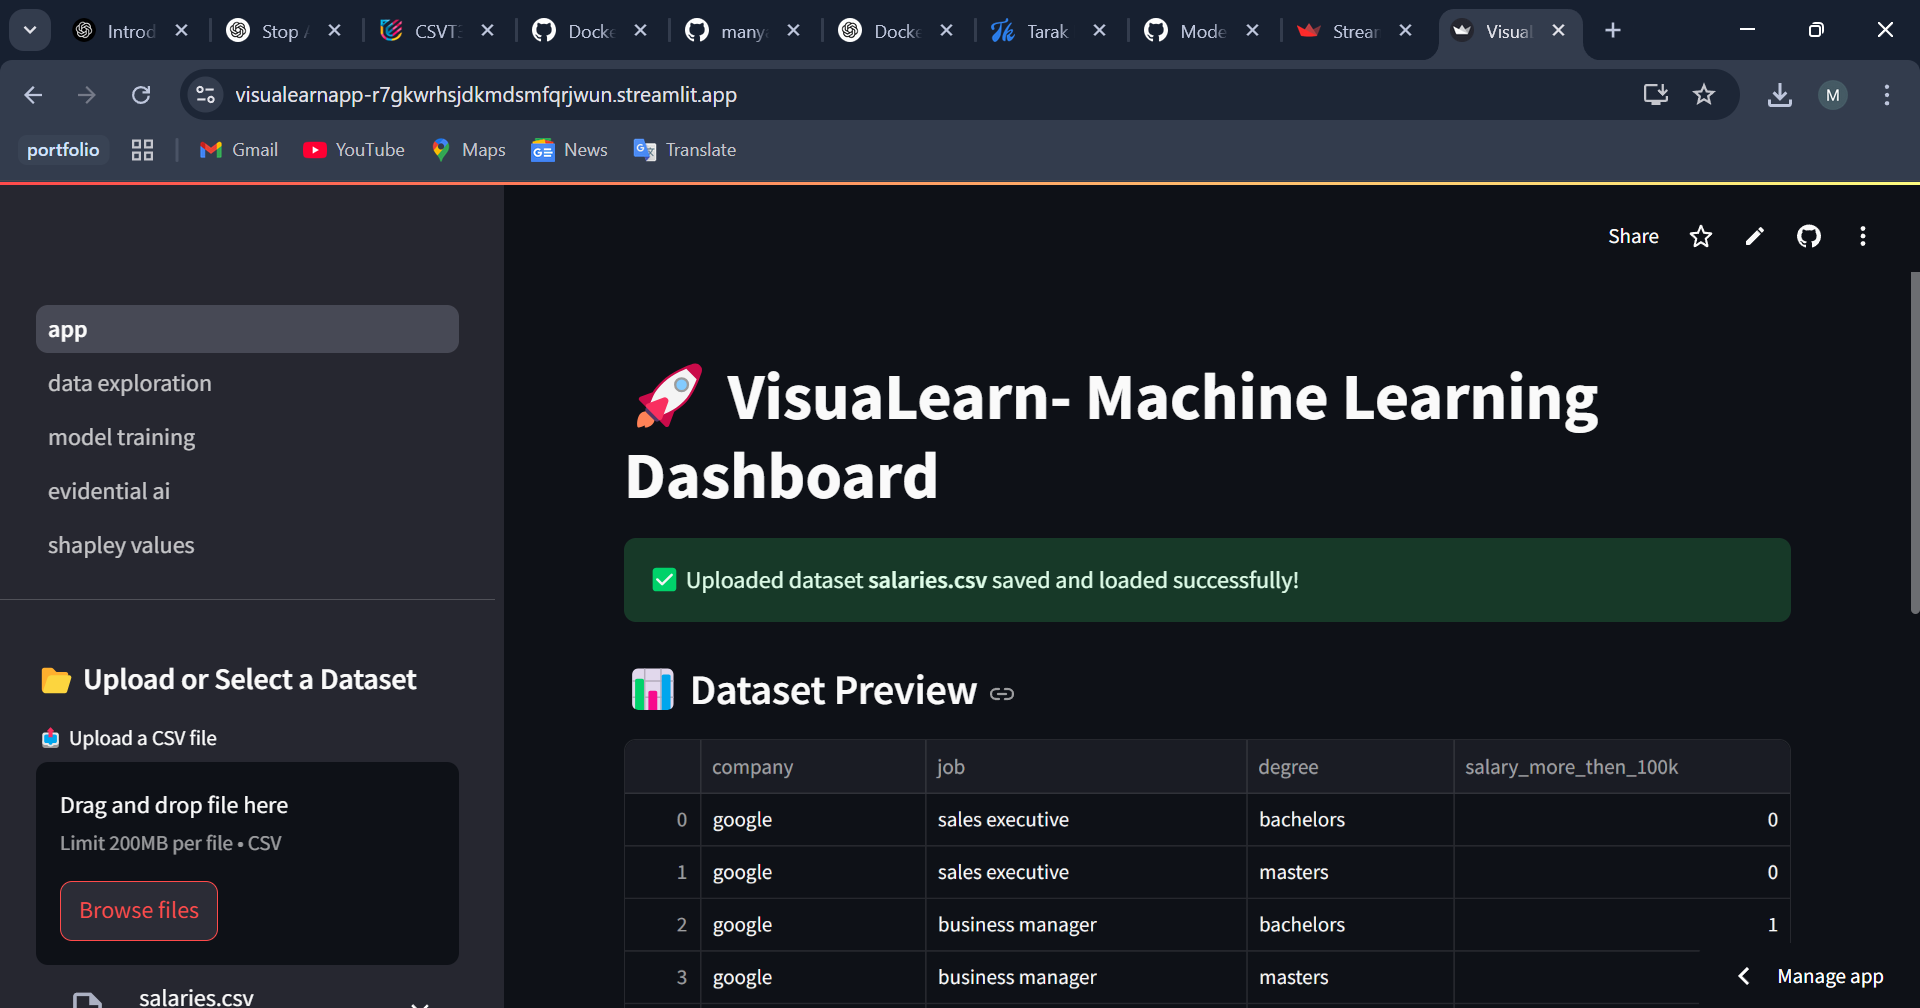 Introd
Stop
CSVT
Docke
many
Docke
Tarak
Mode
Strear
Visual
visualearnapp-r7gkwrhsjdkmdsmfqrjwun.streamlit.app
M
portfolio
Gmail
YouTube
Maps
News
Translate
Share
app
data exploration
model training
evidential ai
shapley values
Upload or Select a Dataset
Upload a CSV file
Drag and drop file here
Limit 200MB per file • CSV
Browse files
salaries.csv
VisuaLearn- Machine Learning
Dashboard
Uploaded dataset salaries.csv saved and loaded successfully!
Dataset Preview
company job degree salary_more_then_100k
0 google sales executive bachelors 0
1 google sales executive masters 0
2 google business manager bachelors 1
3 google business manager masters
Manage app